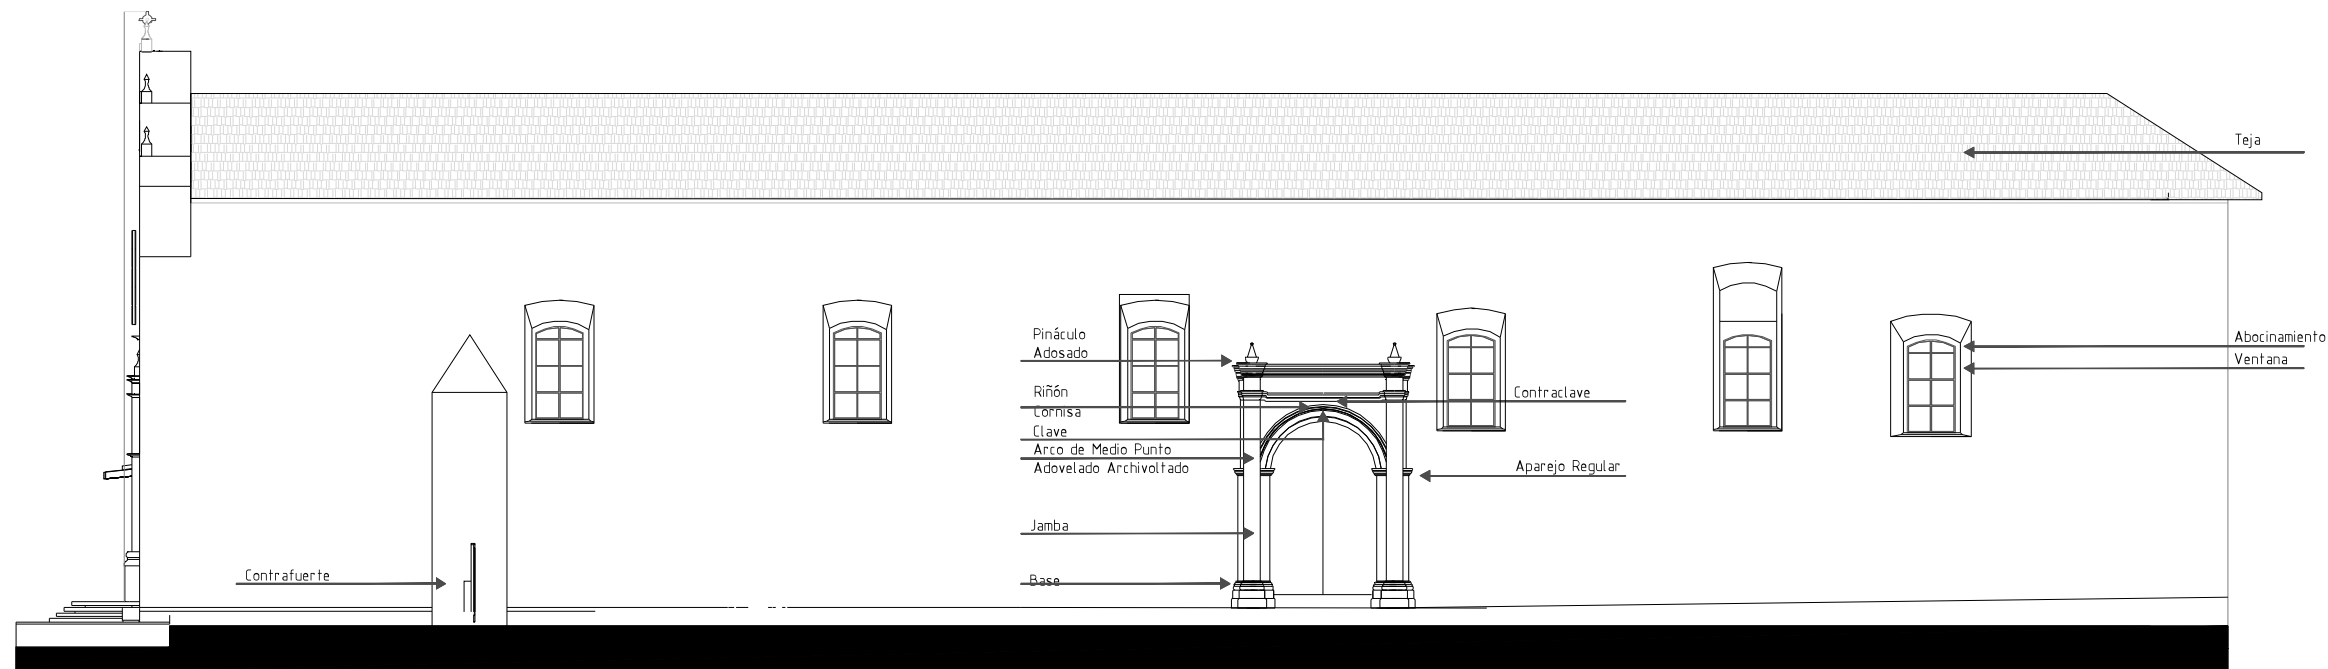 Teja
Pináculo
Adosado
Abocinamiento
Ventana
Riñón
Contraclave
Cornisa
Clave
Arco de Medio Punto
Adovelado Archivoltado
Aparejo Regular
Jamba
Contrafuerte
Base